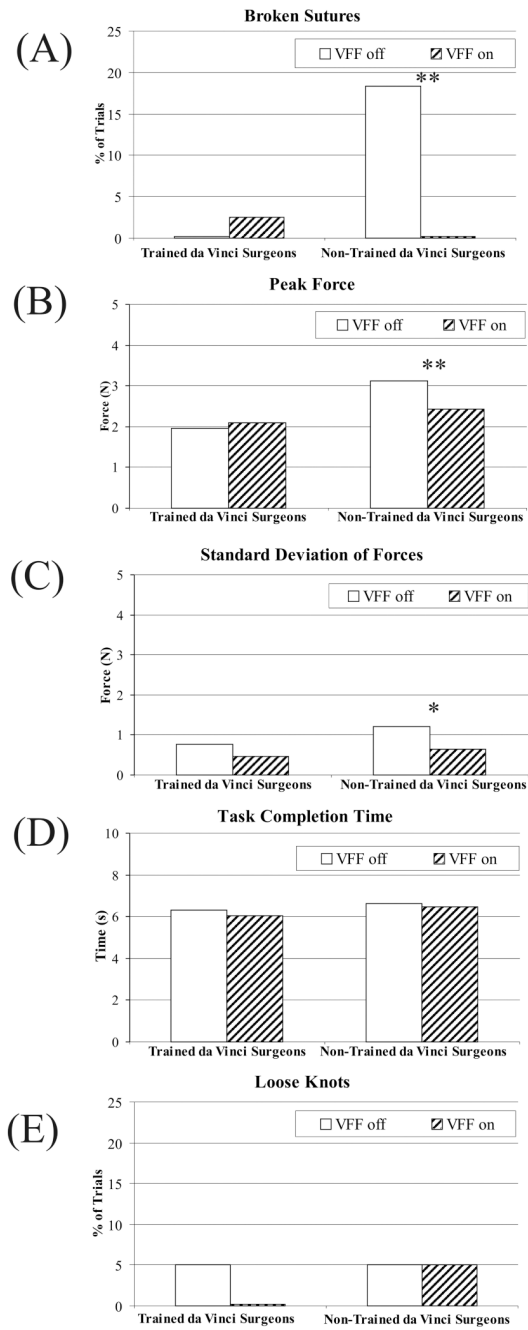 Broken Sutures
(A)
VFF off VFF on
25
20
15
10
5
0
% of Trials
**
Trained da Vinci Surgeons Non-Trained da Vinci Surgeons
Peak Force
(B)
VFF off VFF on
5
4
3
2
1
0
Force (N)
**
Trained da Vinci Surgeons Non-Trained da Vinci Surgeons
Standard Deviation of Forces
(C)
VFF off VFF on
5
4
3
2
1
0
Force (N)
*
Trained da Vinci Surgeons Non-Trained da Vinci Surgeons
Task Completion Time
(D)
VFF off VFF on
10
8
6
4
2
0
Time (s)
Trained da Vinci Surgeons Non-Trained da Vinci Surgeons
Loose Knots
(E)
VFF off VFF on
25
20
15
10
5
0
% of Trials
Trained da Vinci Surgeons Non-Trained da Vinci Surgeons